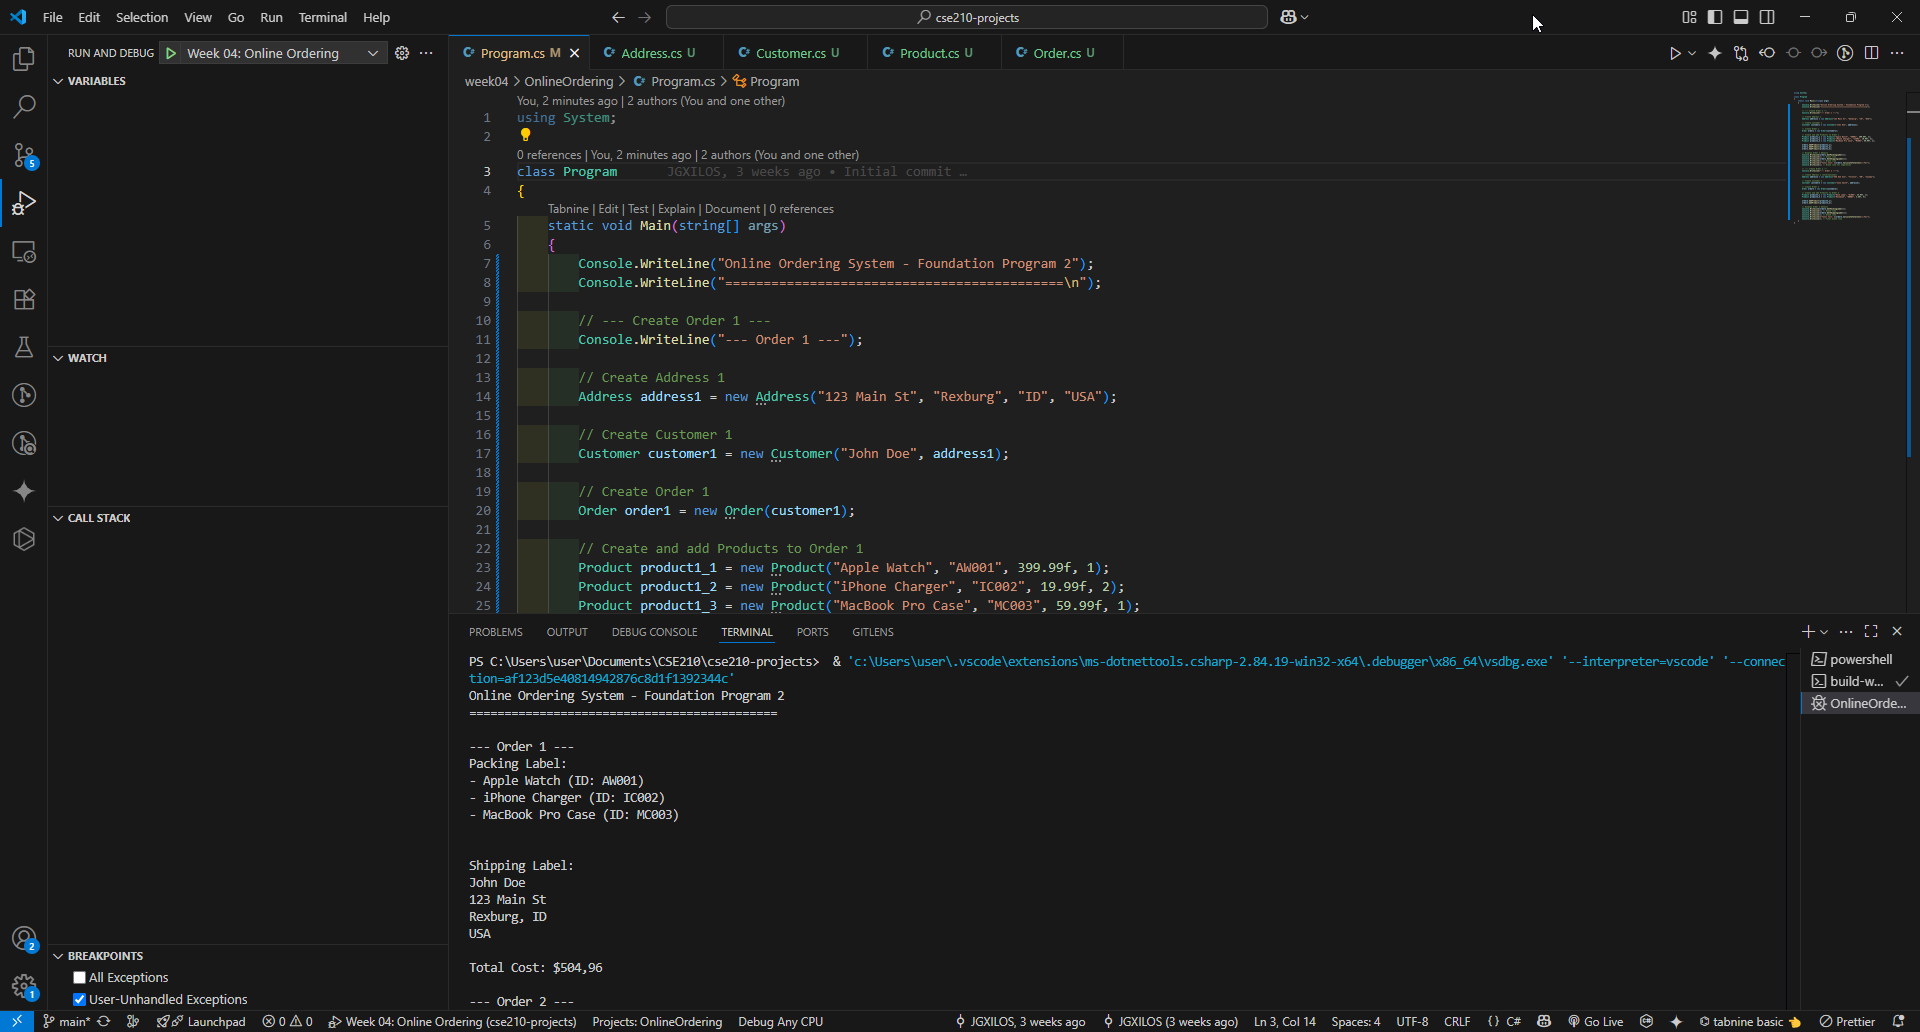 File Edit Selection View Go Run Terminal Help
cse210-projects
RUN AND DEBUG Week 04: Online Ordering
VARIABLES
WATCH
CALL STACK
BREAKPOINTS
All Exceptions
User-Unhandled Exceptions
5
2
1
Program.cs M Address.cs U Customer.cs U Product.cs U Order.cs U
week04 > OnlineOrdering > Program.cs > Program
You, 2 minutes ago | 2 authors (You and one other)
1 using System;
2
0 references | You, 2 minutes ago | 2 authors (You and one other)
3 class Program JGXILOS, 3 weeks ago • Initial commit …
4 {
Tabnine | Edit | Test | Explain | Document | 0 references
5 static void Main(string[] args)
6 {
7 Console.WriteLine("Online Ordering System - Foundation Program 2");
8 Console.WriteLine("============================================\n");
9
10 // --- Create Order 1 ---
11 Console.WriteLine("--- Order 1 ---");
12
13 // Create Address 1
14 Address address1 = new Address("123 Main St", "Rexburg", "ID", "USA");
15
16 // Create Customer 1
17 Customer customer1 = new Customer("John Doe", address1);
18
19 // Create Order 1
20 Order order1 = new Order(customer1);
21
22 // Create and add Products to Order 1
23 Product product1_1 = new Product("Apple Watch", "AW001", 399.99f, 1);
24 Product product1_2 = new Product("iPhone Charger", "IC002", 19.99f, 2);
25 Product product1_3 = new Product("MacBook Pro Case", "MC003", 59.99f, 1);
PROBLEMS OUTPUT DEBUG CONSOLE TERMINAL PORTS GITLENS
PS C:\Users\user\Documents\CSE210\cse210-projects> & 'c:\Users\user\.vscode\extensions\ms-dotnettools.csharp-2.84.19-win32-x64\.debugger\x86_64\vsdbg.exe' '--interpreter=vscode' '--connec
tion=af123d5e40814942876c8d1f1392344c'
Online Ordering System - Foundation Program 2
============================================
--- Order 1 ---
Packing Label:
- Apple Watch (ID: AW001)
- iPhone Charger (ID: IC002)
- MacBook Pro Case (ID: MC003)
Shipping Label:
John Doe
123 Main St
Rexburg, ID
USA
Total Cost: $504,96
--- Order 2 ---
powershell
build-w...
OnlineOrde...
main* Launchpad 0 0 Week 04: Online Ordering (cse210-projects) Projects: OnlineOrdering Debug Any CPU JGXILOS, 3 weeks ago JGXILOS (3 weeks ago) Ln 3, Col 14 Spaces: 4 UTF-8 CRLF {} C# Go Live tabnine basic Prettier